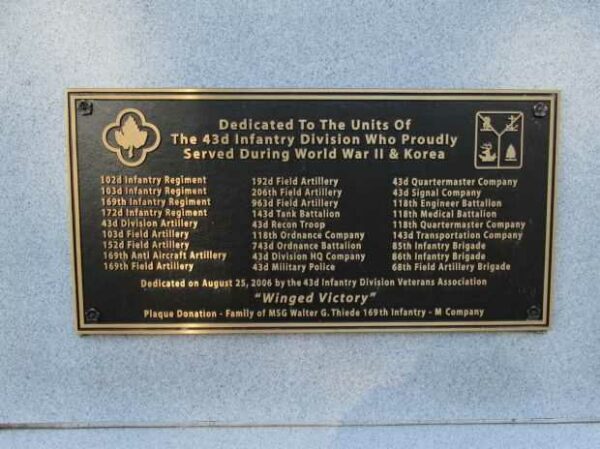 Dedicated To The Units Of
The 43d Infantry Division Who Proudly
Served During World War II & Korea
102d Infantry Regiment
103d Infantry Regiment
169th Infantry Regiment
172d Infantry Regiment
43d Division Artillery
103d Field Artillery
152d Field Artillery
169th Anti Aircraft Artillery
169th Field Artillery
192d Field Artillery
206th Field Artillery
963d Field Artillery
143d Tank Battalion
43d Recon Troop
118th Ordnance Company
743d Ordnance Battalion
43d Division HQ Company
43d Military Police
43d Quartermaster Company
43d Signal Company
118th Engineer Battalion
118th Medical Battalion
118th Quartermaster Company
143d Transportation Company
85th Infantry Brigade
86th Infantry Brigade
68th Field Artillery Brigade
Dedicated on August 25, 2006 by the 43d Infantry Division Veterans Association
"Winged Victory"
Plaque Donation - Family of MSG Walter G. Thiede 169th Infantry - M Company